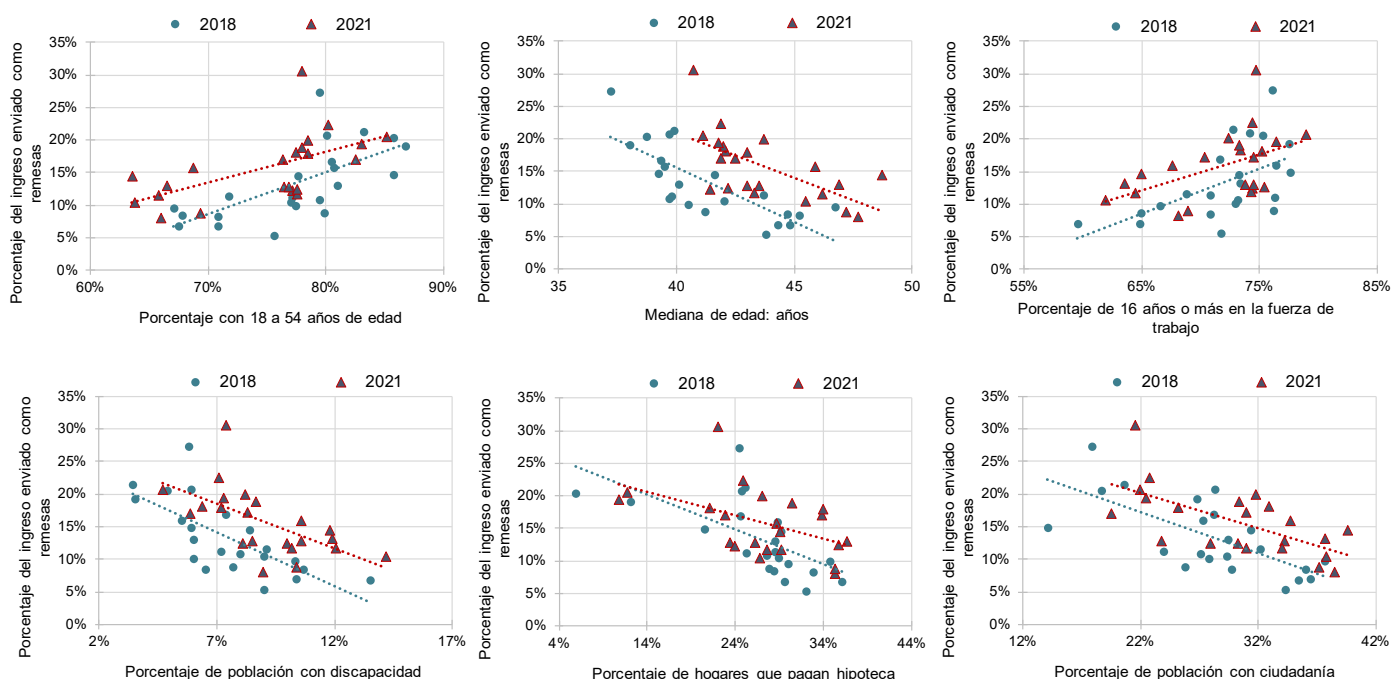 2018 2021
Porcentaje del ingreso enviado como
remesas
35%
30%
25%
20%
15%
10%
5%
0%
60% 70% 80% 90%
Porcentaje con 18 a 54 años de edad
2018 2021
Porcentaje del ingreso enviado como
remesas
35%
30%
25%
20%
15%
10%
5%
0%
35 40 45 50
Mediana de edad: años
2018 2021
Porcentaje del ingreso enviado como
remesas
35%
30%
25%
20%
15%
10%
5%
0%
55% 65% 75% 85%
Porcentaje de 16 años o más en la fuerza de
trabajo
2018 2021
Porcentaje del ingreso enviado como
remesas
35%
30%
25%
20%
15%
10%
5%
0%
2% 7% 12% 17%
Porcentaje de población con discapacidad
2018 2021
Porcentaje del ingreso enviado como
remesas
35%
30%
25%
20%
15%
10%
5%
0%
4% 14% 24% 34% 44%
Porcentaje de hogares que pagan hipoteca
2018 2021
Porcentaje del ingreso enviado como
remesas
35%
30%
25%
20%
15%
10%
5%
0%
12% 22% 32% 42%
Porcentaje de población con ciudadanía